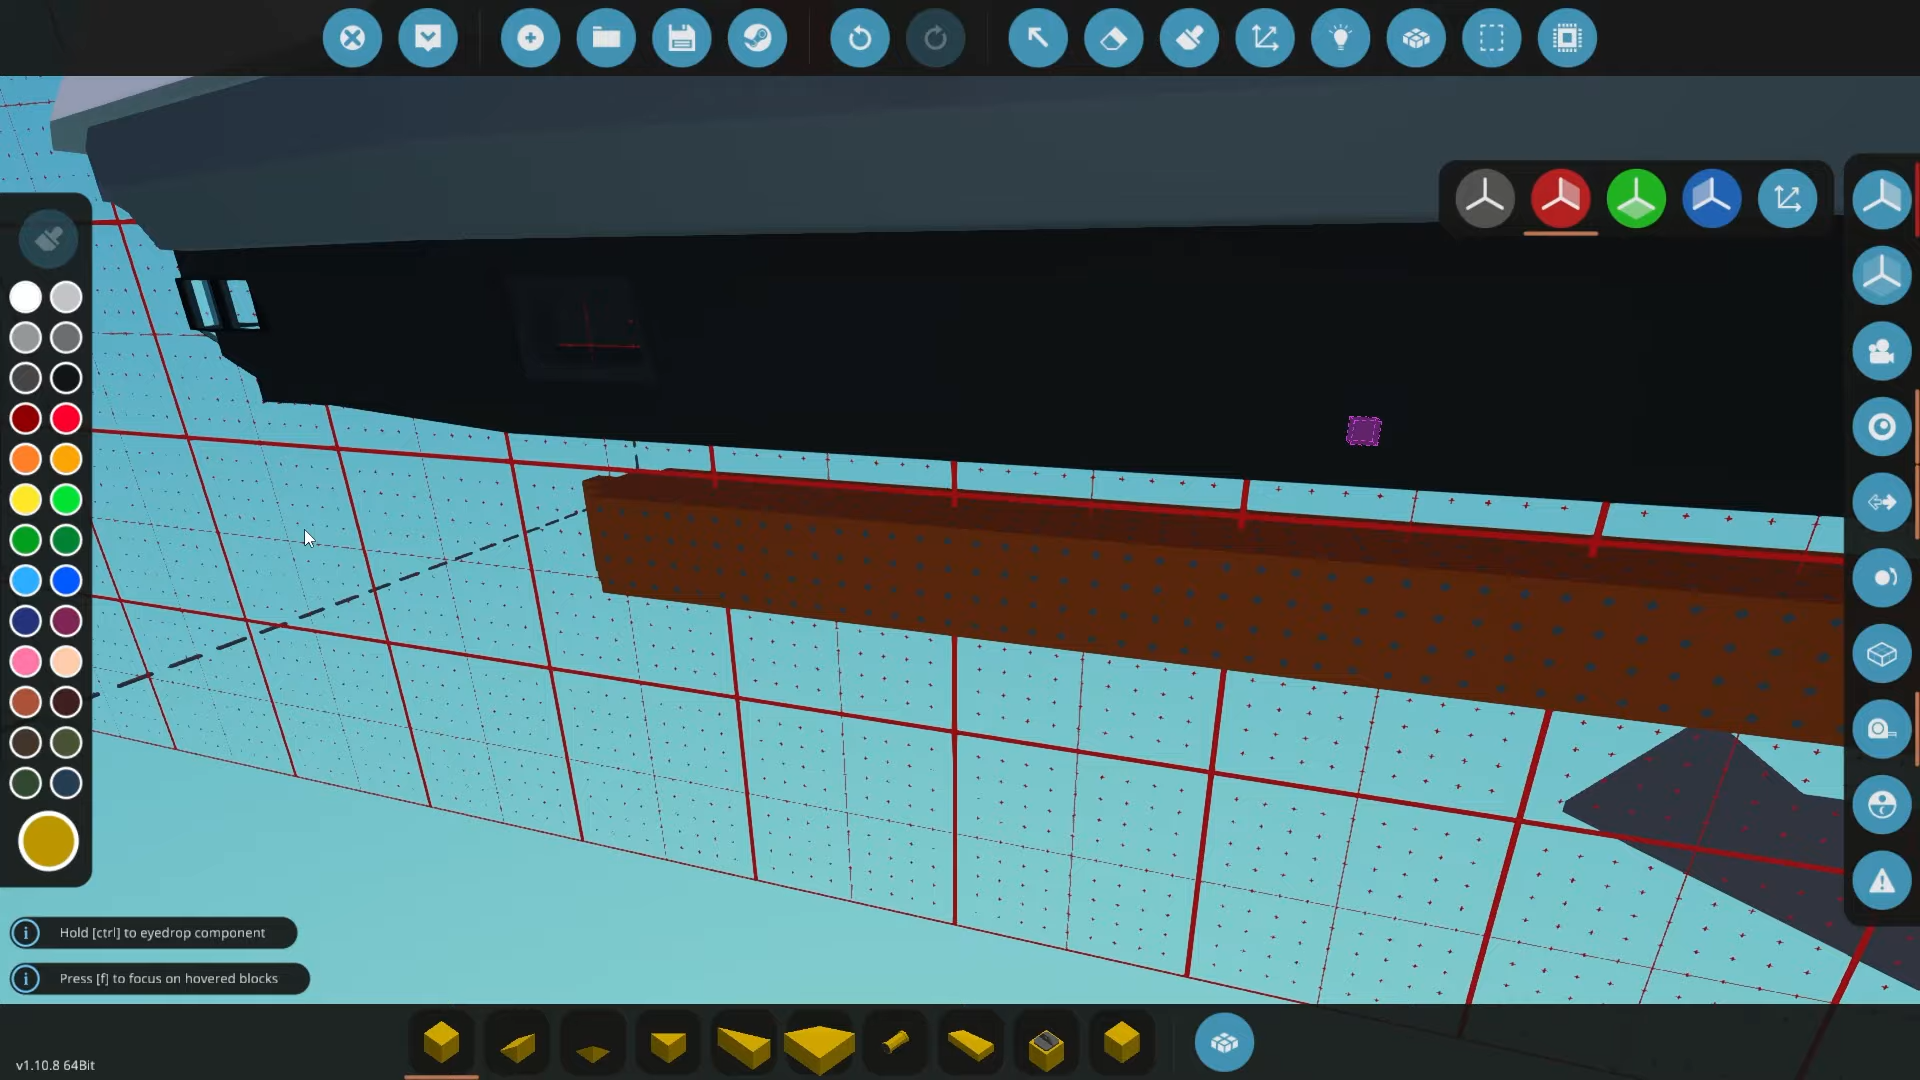 Hold [ctrl] to eyedrop component
Press [f] to focus on hovered blocks
v1.10.8 64Bit